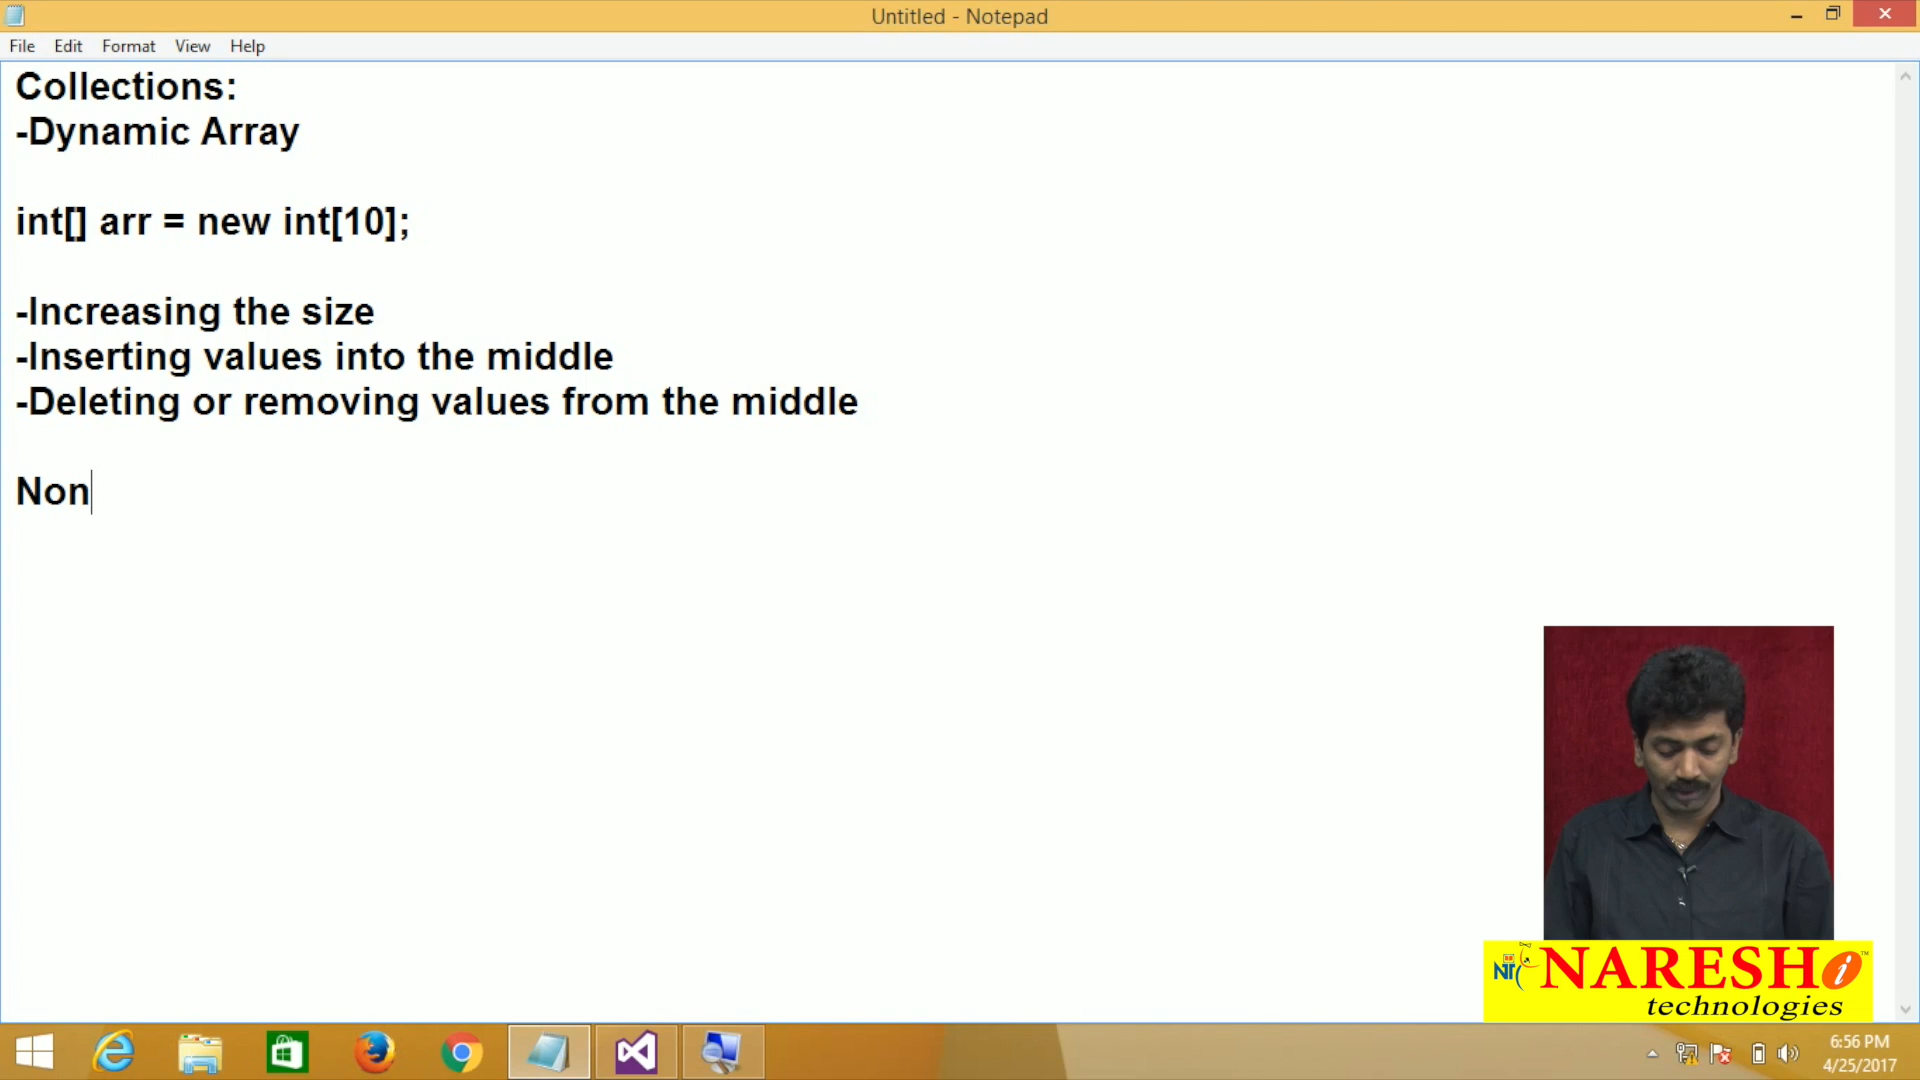 Untitled - Notepad
File Edit Format View Help
Collections:
-Dynamic Array
int[] arr = new int[10];
-Increasing the size
-Inserting values into the middle
-Deleting or removing values from the middle
Non
NARESH i
technologies
6:56 PM
4/25/2017